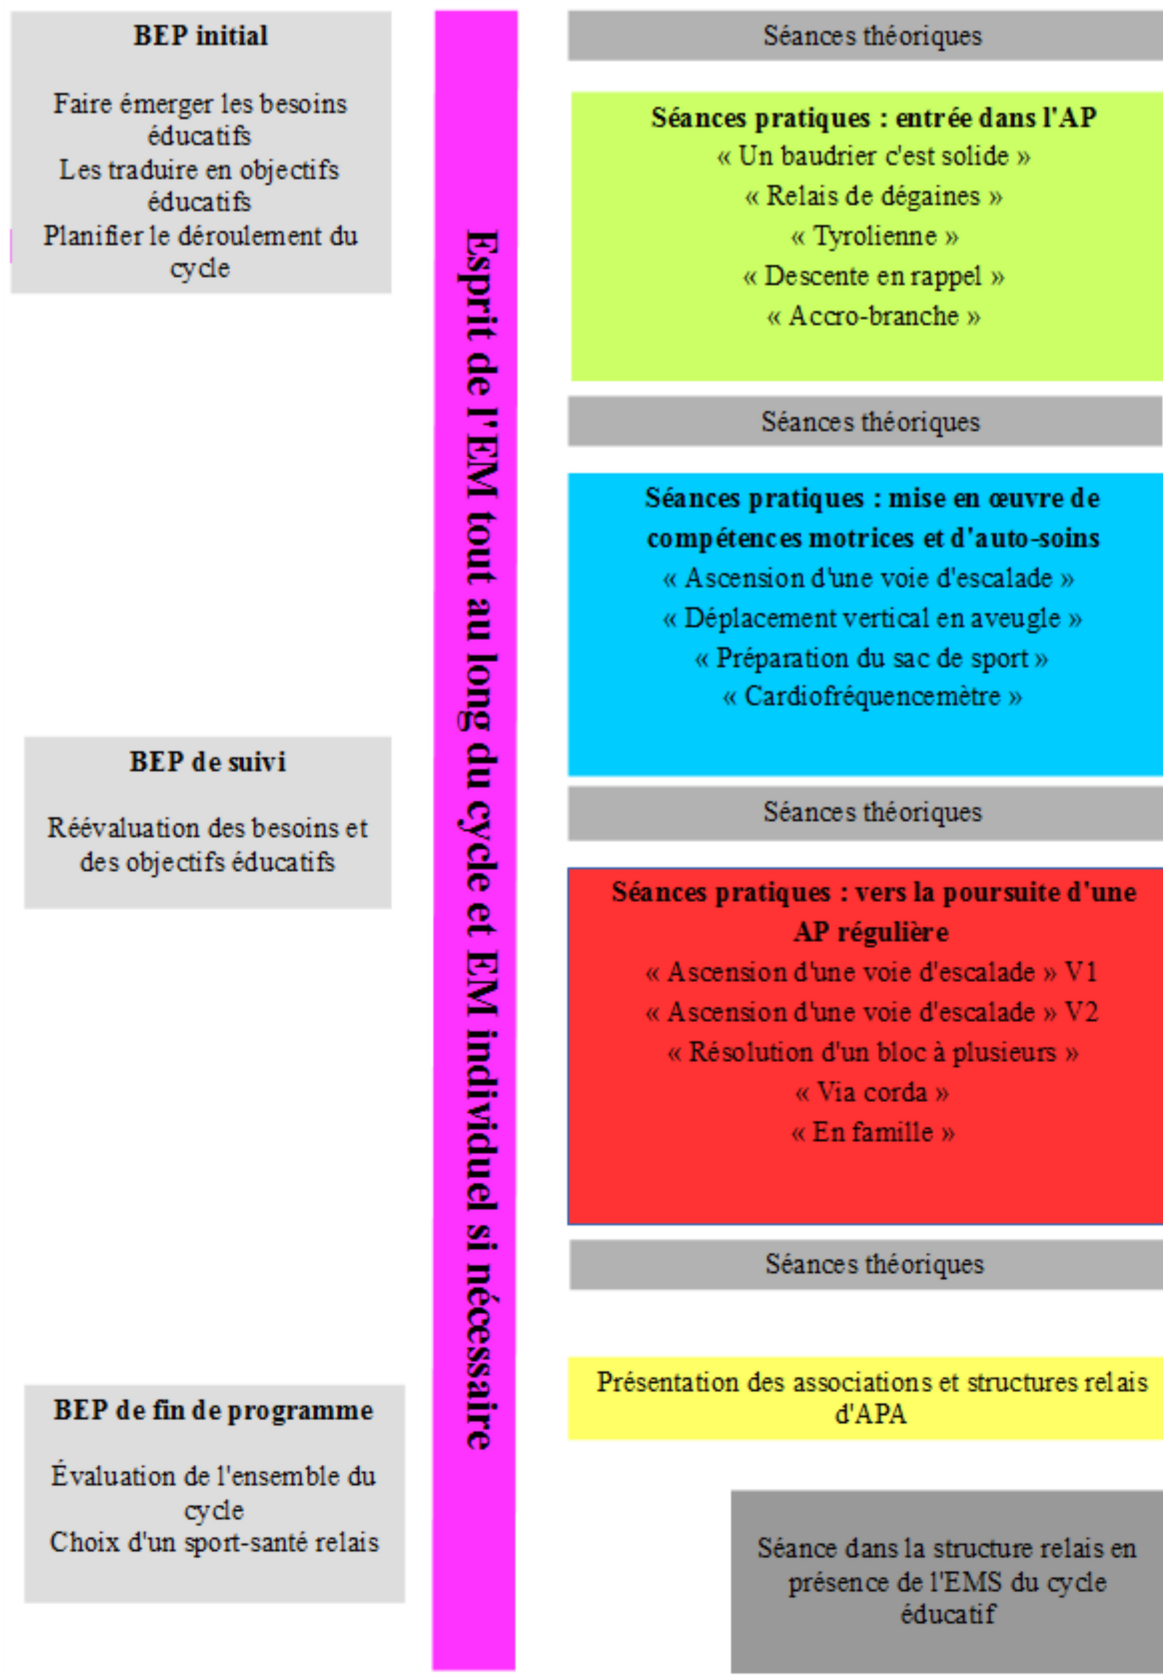 BEP initial
Faire émerger les besoins
éducatifs
Les traduire en objectifs
éducatifs
Planifier le déroulement du
cycle
BEP de suivi
Réévaluation des besoins et
des objectifs éducatifs
BEP de fin de programme
Évaluation de l'ensemble du
cycle
Choix d'un sport-santé relais
Esprit de l'EM tout au long du cycle et EM individuel si nécessaire
Séances théoriques
Séances pratiques : entrée dans l'AP
« Un baudrier c'est solide »
« Relais de dégaines »
« Tyrolienne »
« Descente en rappel »
« Accro-branche »
Séances théoriques
Séances pratiques : mise en œuvre de
compétences motrices et d'auto-soins
« Ascension d'une voie d'escalade »
« Déplacement vertical en aveugle »
« Préparation du sac de sport »
« Cardiofréquencemètre »
Séances théoriques
Séances pratiques : vers la poursuite d'une
AP régulière
« Ascension d'une voie d'escalade » V1
« Ascension d'une voie d'escalade » V2
« Résolution d'un bloc à plusieurs »
« Via corda »
« En famille »
Séances théoriques
Présentation des associations et structures relais
d'APA
Séance dans la structure relais en
présence de l'EMS du cycle
éducatif